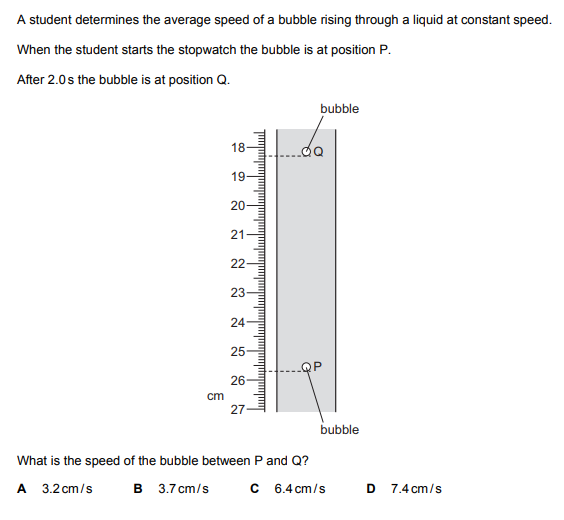 A student determines the average speed of a bubble rising through a liquid at constant speed.
When the student starts the stopwatch the bubble is at position P.
After 2.0 s the bubble is at position Q.
bubble
18
Q
19
20
21
22
23
24
25
P
26
cm
27
bubble
What is the speed of the bubble between P and Q?
A 3.2 cm / s B 3.7 cm / s C 6.4 cm / s D 7.4 cm / s